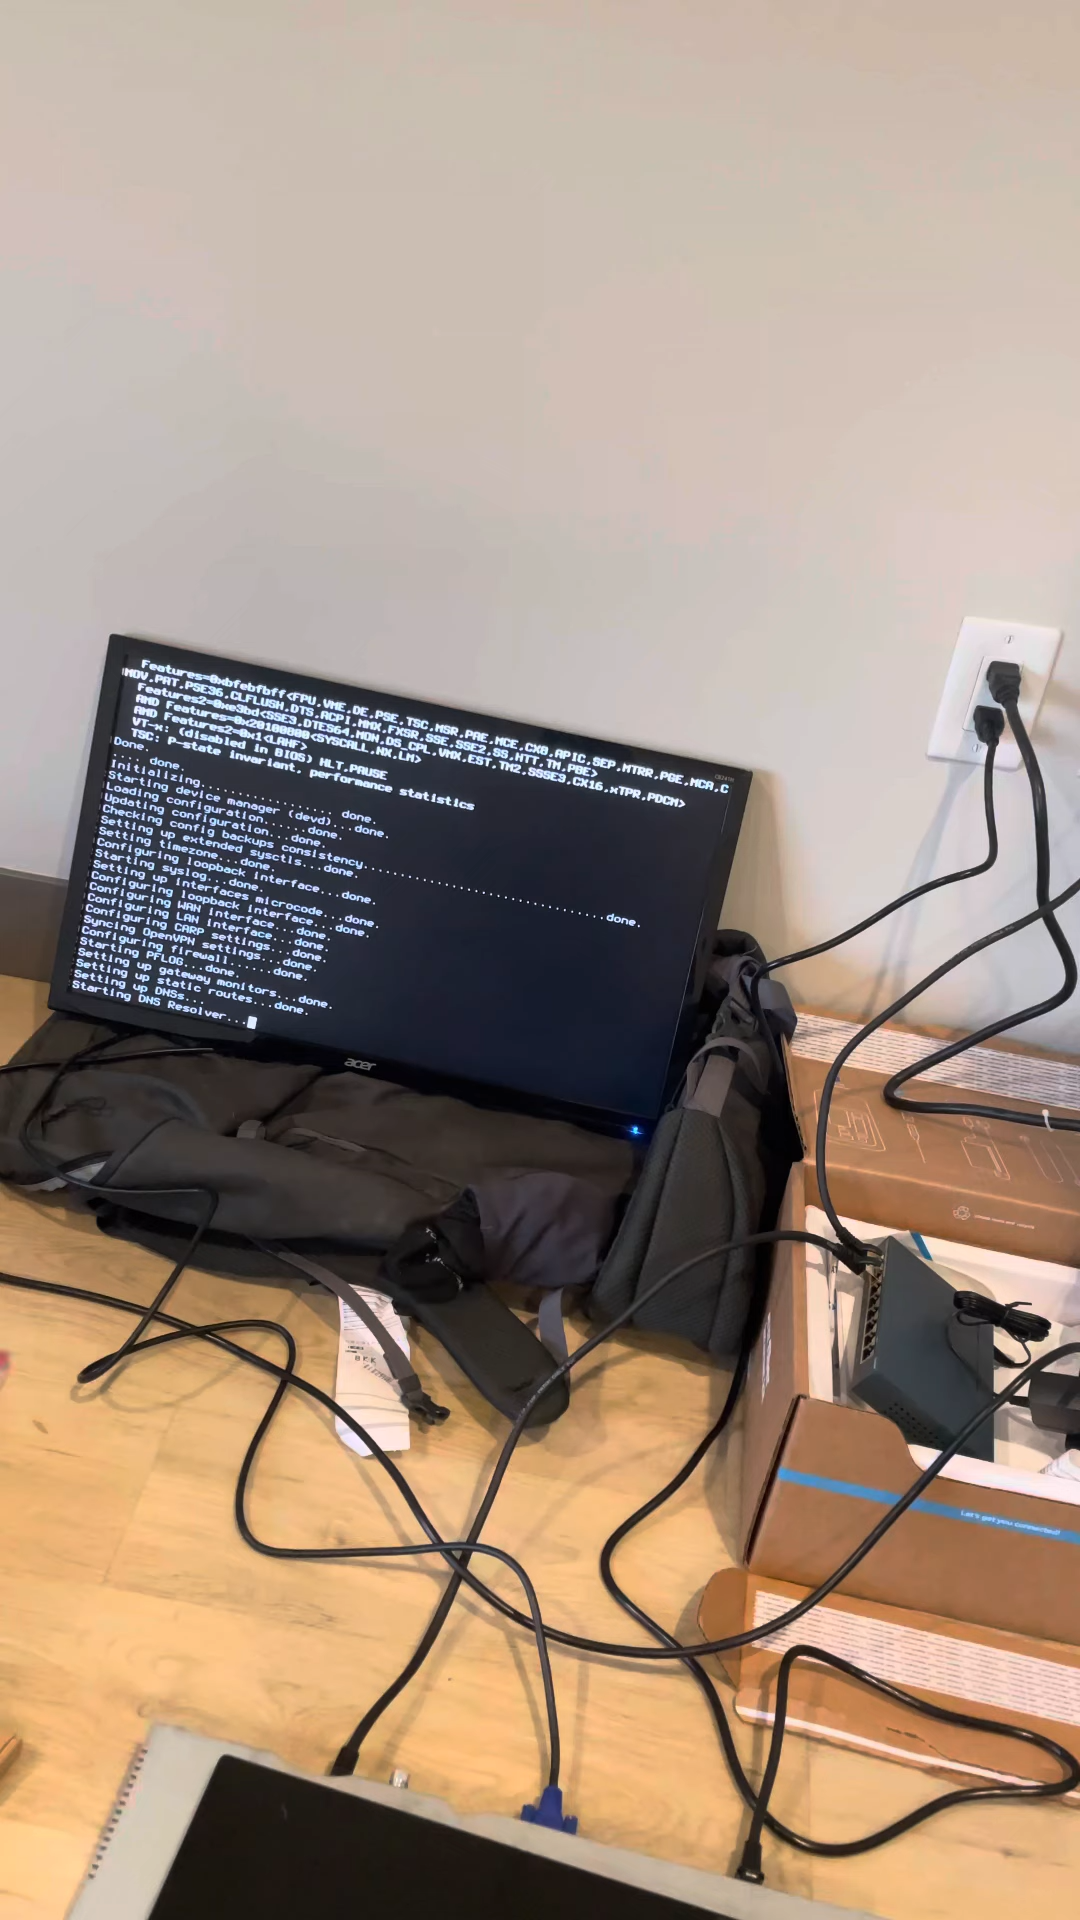 Features=0xbfebfbff<FPU,VME,DE,PSE,TSC,MSR,PAE,MCE,CX8,APIC,SEP,MTRR,PGE,MCA,C
MOV,PAT,PSE36,CLFLUSH,DTS,ACPI,MMX,FXSR,SSE,SSE2,SS,HTT,TM,PBE>
Features2=0xe3bd<SSE3,DTES64,MON,DS_CPL,VMX,EST,TM2,SSSE3,CX16,xTPR,PDCM>
AMD Features=0x20100800<SYSCALL,NX,LM>
AMD Features2=0x1<LAHF>
VT-x: (disabled in BIOS) HLT,PAUSE
TSC: P-state invariant, performance statistics
Done.
.... done.
Initializing................... done.
Starting device manager (devd)...done.
Loading configuration......done.
Updating configuration...done.
Checking config backups consistency.................................done.
Setting up extended sysctls...done.
Setting timezone...done.
Configuring loopback interface...done.
Starting syslog...done.
Setting up interfaces microcode...done.
Configuring loopback interface...done.
Configuring WAN interface...done.
Configuring LAN interface...done.
Configuring CARP settings...done.
Syncing OpenVPN settings...done.
Configuring firewall......done.
Starting PFLOG...done.
Setting up gateway monitors...done.
Setting up static routes...done.
Setting up DNSs...
Starting DNS Resolver...
acer
Let's get you connected!